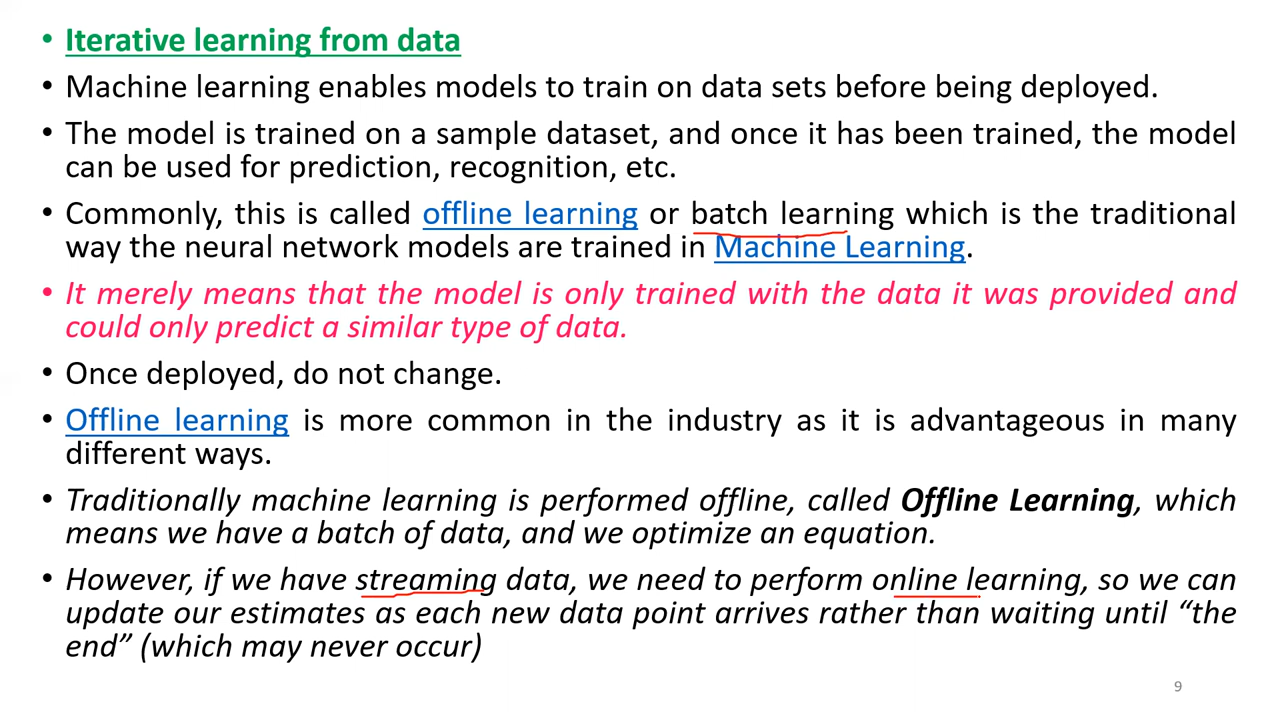 • Iterative learning from data
• Machine learning enables models to train on data sets before being deployed.
• The model is trained on a sample dataset, and once it has been trained, the model
can be used for prediction, recognition, etc.
• Commonly, this is called offline learning or batch learning which is the traditional
way the neural network models are trained in Machine Learning.
• It merely means that the model is only trained with the data it was provided and
could only predict a similar type of data.
• Once deployed, do not change.
• Offline learning is more common in the industry as it is advantageous in many
different ways.
• Traditionally machine learning is performed offline, called Offline Learning, which
means we have a batch of data, and we optimize an equation.
• However, if we have streaming data, we need to perform online learning, so we can
update our estimates as each new data point arrives rather than waiting until “the
end” (which may never occur)
9